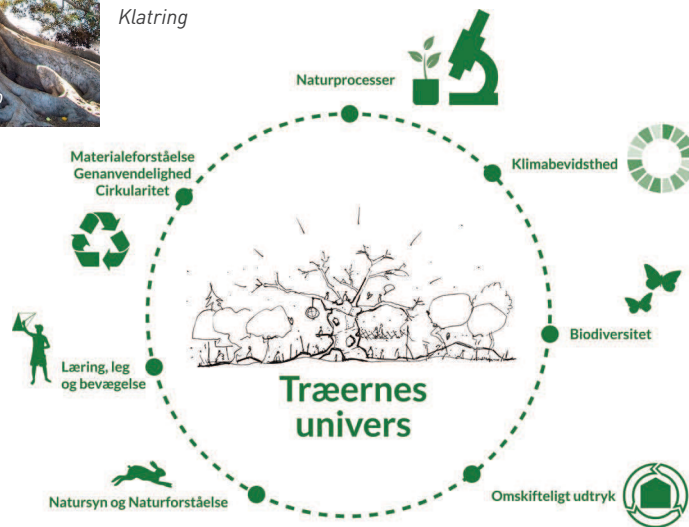 Klatring
Naturprocesser
Materialeforståelse
Genanvendelighed
Cirkularitet
Klimabevidsthed
Biodiversitet
Læring, leg
og bevægelse
Træernes
univers
Natursyn og Naturforståelse
Omskifteligt udtryk